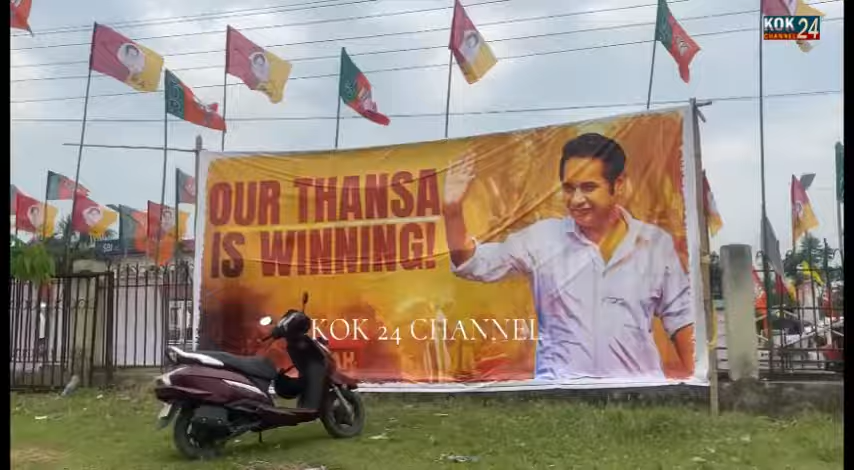 KOK 24
CHANNEL
OUR THANSA
IS WINNING!
KOK 24 CHANNEL